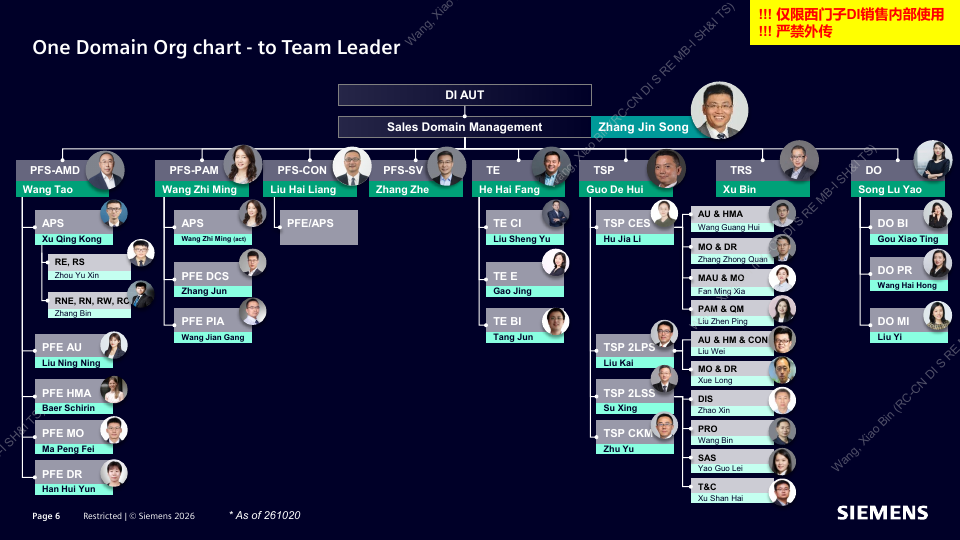 !!! 仅限西门子DI销售内部使用
!!! 严禁外传
One Domain Org chart - to Team Leader
DI AUT
Sales Domain Management
Zhang Jin Song
PFS-AMD
Wang Tao
PFS-PAM
Wang Zhi Ming
PFS-CON
Liu Hai Liang
PFS-SV
Zhang Zhe
TE
He Hai Fang
TSP
Guo De Hui
TRS
Xu Bin
DO
Song Lu Yao
APS
Xu Qing Kong
RE, RS
Zhou Yu Xin
RNE, RN, RW, RC
Zhang Bin
PFE AU
Liu Ning Ning
PFE HMA
Baer Schirin
PFE MO
Ma Peng Fei
PFE DR
Han Hui Yun
APS
Wang Zhi Ming (act)
PFE DCS
Zhang Jun
PFE PIA
Wang Jian Gang
PFE/APS
TE CI
Liu Sheng Yu
TE E
Gao Jing
TE BI
Tang Jun
TSP CES
Hu Jia Li
TSP 2LPS
Liu Kai
TSP 2LSS
Su Xing
TSP CKM
Zhu Yu
AU & HMA
Wang Guang Hui
MO & DR
Zhang Zhong Quan
MAU & MO
Fan Ming Xia
PAM & QM
Liu Zhen Ping
AU & HM & CON
Liu Wei
MO & DR
Xue Long
DIS
Zhao Xin
PRO
Wang Bin
SAS
Yao Guo Lei
T&C
Xu Shan Hai
DO BI
Gou Xiao Ting
DO PR
Wang Hai Hong
DO MI
Liu Yi
Page 6
Restricted | © Siemens 2026
* As of 261020
SIEMENS